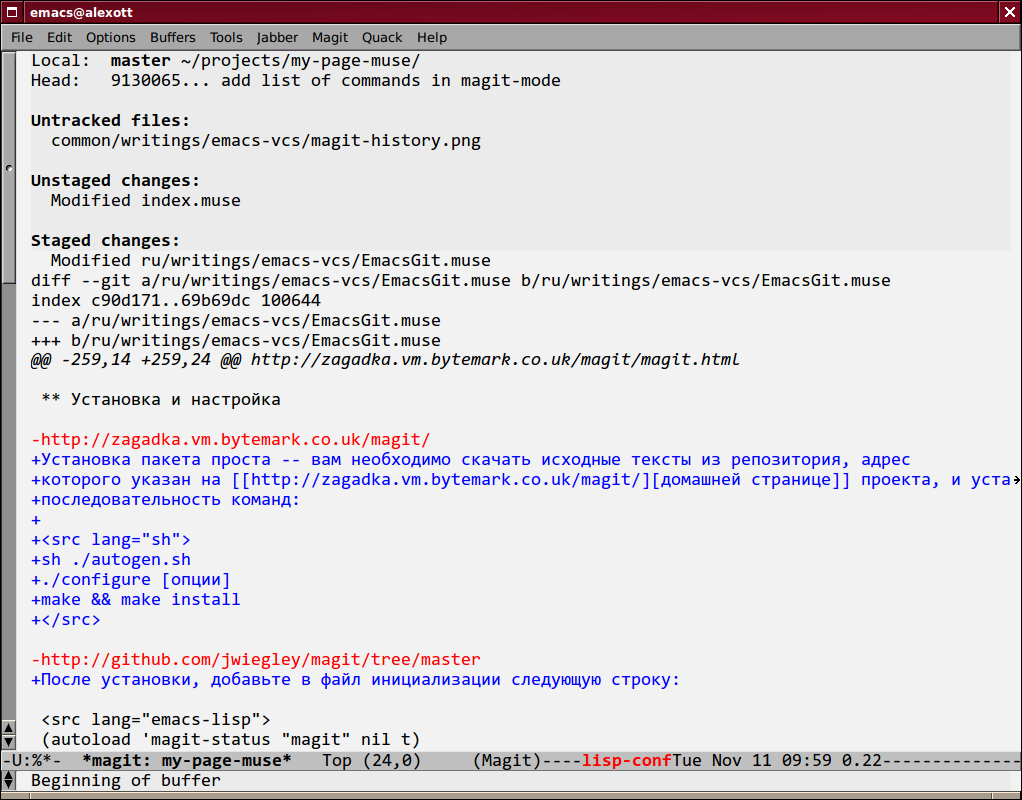 emacs@alexott
File Edit Options Buffers Tools Jabber Magit Quack Help
Local:  master ~/projects/my-page-muse/
Head:   9130065... add list of commands in magit-mode
Untracked files:
  common/writings/emacs-vcs/magit-history.png
Unstaged changes:
  Modified index.muse
Staged changes:
  Modified ru/writings/emacs-vcs/EmacsGit.muse
diff --git a/ru/writings/emacs-vcs/EmacsGit.muse b/ru/writings/emacs-vcs/EmacsGit.muse
index c90d171..69b69dc 100644
--- a/ru/writings/emacs-vcs/EmacsGit.muse
+++ b/ru/writings/emacs-vcs/EmacsGit.muse
@@ -259,14 +259,24 @@ http://zagadka.vm.bytemark.co.uk/magit/magit.html
 ** Установка и настройка
-http://zagadka.vm.bytemark.co.uk/magit/
+Установка пакета проста -- вам необходимо скачать исходные тексты из репозитория, адрес
+которого указан на [[http://zagadka.vm.bytemark.co.uk/magit/][домашней странице]] проекта, и уста
+последовательность команд:
+
+<src lang="sh">
+sh ./autogen.sh
+./configure [опции]
+make && make install
+</src>
-http://github.com/jwiegley/magit/tree/master
+После установки, добавьте в файл инициализации следующую строку:
 <src lang="emacs-lisp">
 (autoload 'magit-status "magit" nil t)
-U:%*-  *magit: my-page-muse*   Top (24,0)     (Magit)----lisp-confTue Nov 11 09:59 0.22--------------
Beginning of buffer